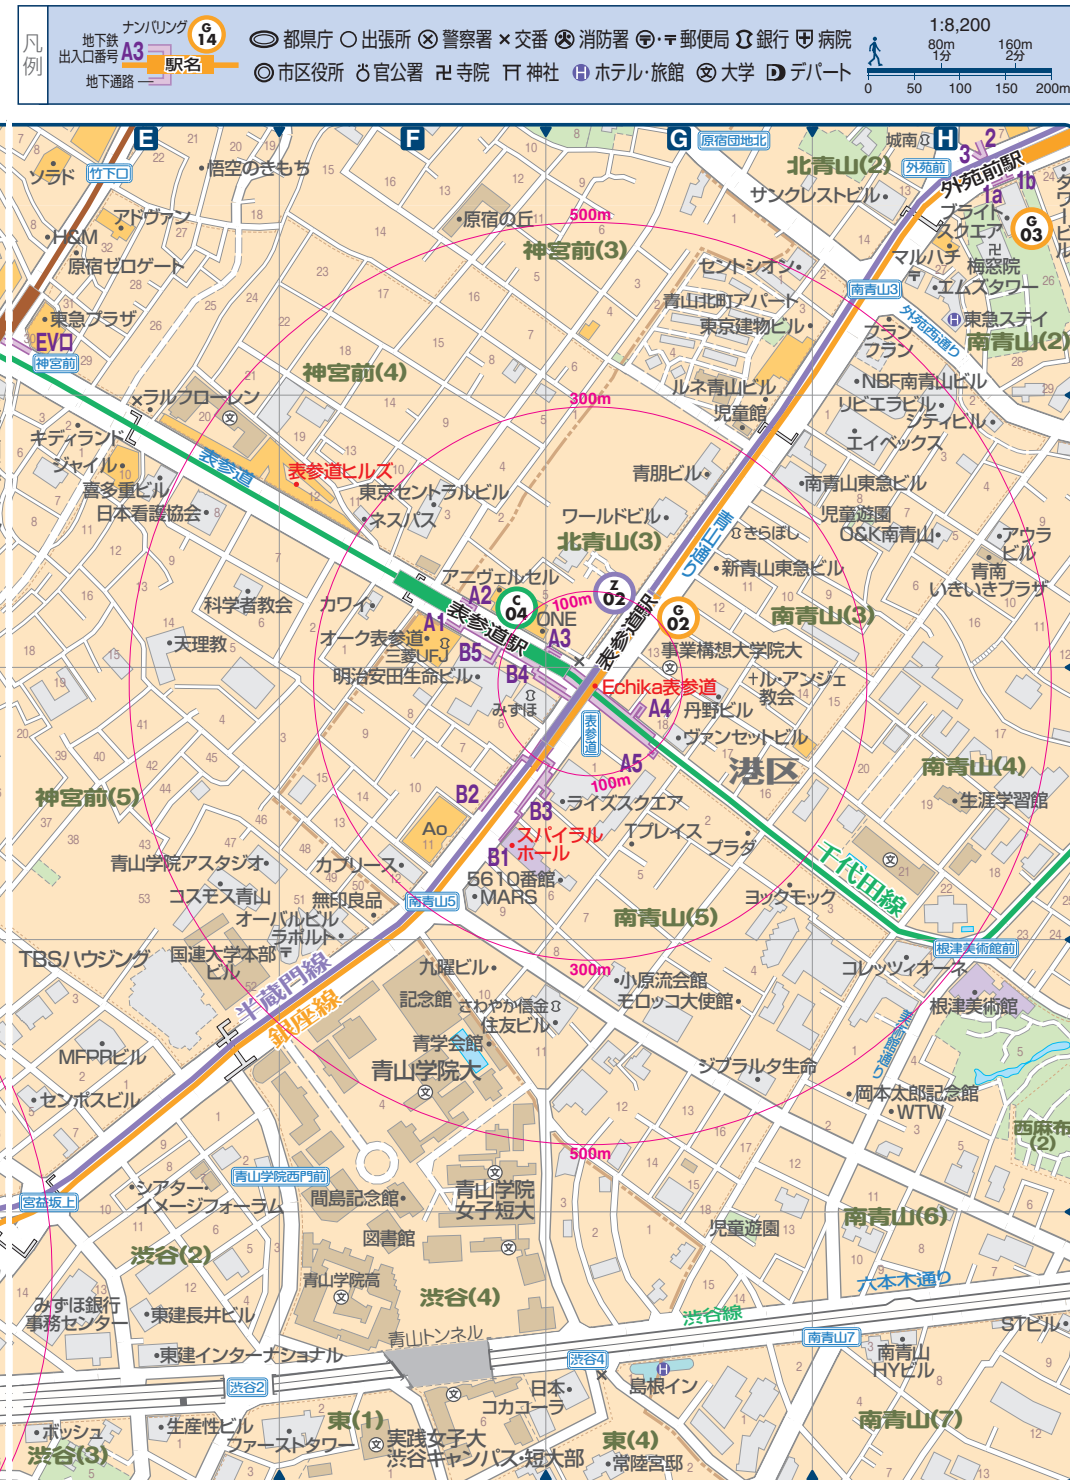 凡例
ナンバリング
G 14
地下鉄
出入口番号
A3
駅名
地下通路
都県庁 出張所 警察署 交番 消防署 郵便局 銀行 病院
市区役所 官公署 寺院 神社 ホテル・旅館 大学 デパート
1:8,200
80m 160m
1分 2分
0 50 100 150 200m
E F G H
竹下口
ソラド
悟空のきもち
アドヴァン
H&M
原宿ゼロゲート
東急プラザ
EV口
神宮前
原宿の丘
500m
神宮前(3)
原宿団地北
北青山(2)
サンクレストビル
城南
外苑前
3 2
外苑前駅
1a 1b
G 03
ブライト
スクエア
マルハチ
梅窓院
エムズタワー
タワービル
セントシオン
南青山3
青山北町アパート
東京建物ビル
外苑西通り
東急ステイ
フラン
フラン
南青山(2)
神宮前(4)
ラルフローレン
300m
ルネ青山ビル
児童館
NBF南青山ビル
リビエラビル
シティビル
エイベックス
キディランド
ジャイル
喜多重ビル
日本看護協会
表参道
表参道ヒルズ
東京セントラルビル
ネスパス
青朋ビル
南青山東急ビル
児童遊園
O&K南青山
アウラ
ビル
ワールドビル
北青山(3)
青山通り
きらぼし
新青山東急ビル
青南
いきいきプラザ
科学者教会
天理教
カワイ
アニヴェルセル
A2
C 04
100m
Z 02
G 02
ONE
A1
表参道駅
表参道駅
A3
オーク表参道
三菱UFJ
B5
B4
明治安田生命ビル
みずほ
南青山(3)
事業構想大学院大
ル・アンジェ
教会
Echika表参道
A4
丹野ビル
ヴァンセットビル
表参道
A5
100m
港区
南青山(4)
生涯学習館
神宮前(5)
B2
B3
Ao
ライズスクエア
B1
スパイラル
ホール
Tプレイス
プラダ
千代田線
青山学院アスタジオ
カプリース
コスモス青山
無印良品
南青山5
5610番館
MARS
オーバルビル
ラポルト
ヨックモック
南青山(5)
根津美術館前
TBSハウジング
国連大学本部
ビル
半蔵門線
銀座線
九曜ビル
記念館
300m
小原流会館
モロッコ大使館
コレッツィオーネ
根津美術館
さわやか信金
住友ビル
青学会館
青山学院大
MFPRビル
センポスビル
ジブラルタ生命
岡本太郎記念館
WTW
西麻布
(2)
500m
宮益坂上
青山学院西門前
シアター・
イメージフォーラム
間島記念館
青山学院
女子短大
図書館
児童遊園
南青山(6)
渋谷(2)
青山学院高
渋谷(4)
六本木通り
みずほ銀行
事務センター
東建長井ビル
青山トンネル
渋谷線
南青山7
STビル
南青山
HYビル
東建インターナショナル
渋谷2
渋谷4
島根イン
日本
コカコーラ
ボッシュ
渋谷(3)
生産性ビル
ファーストタワー
東(1)
実践女子大
渋谷キャンパス・短大部
東(4)
常陸宮邸
南青山(7)